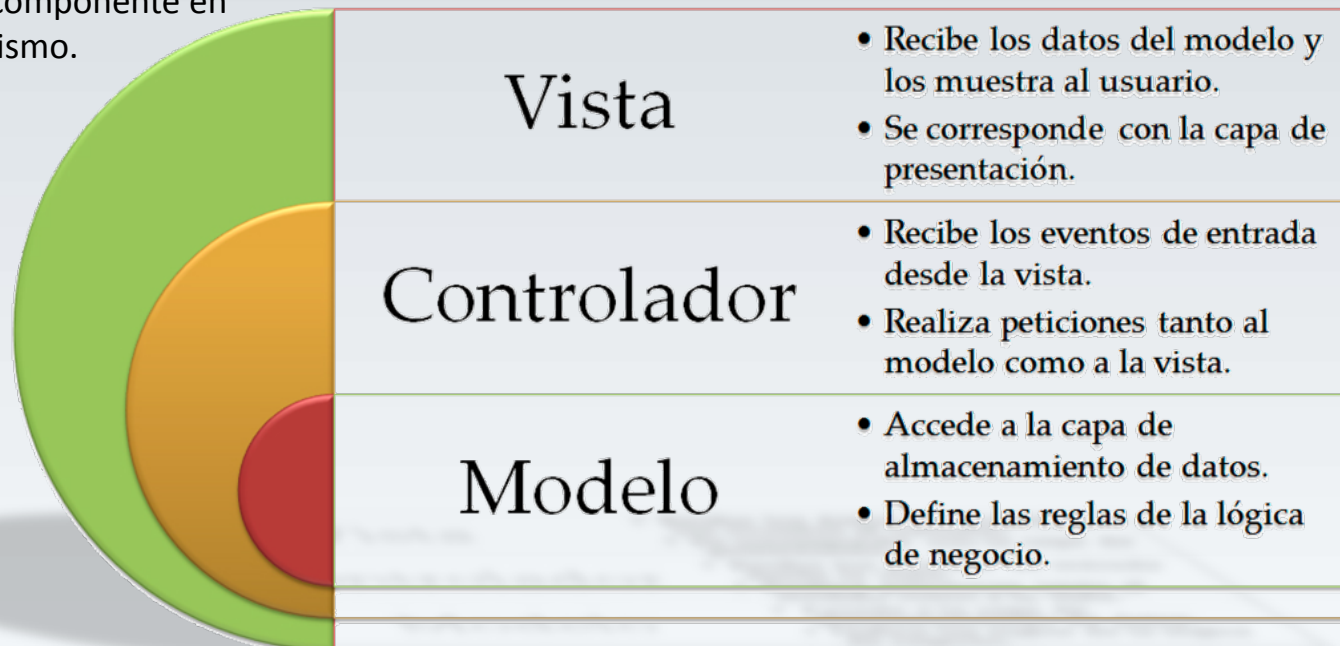 componente en
ismo.
Vista
• Recibe los datos del modelo y
los muestra al usuario.
• Se corresponde con la capa de
presentación.
Controlador
• Recibe los eventos de entrada
desde la vista.
• Realiza peticiones tanto al
modelo como a la vista.
Modelo
• Accede a la capa de
almacenamiento de datos.
• Define las reglas de la lógica
de negocio.